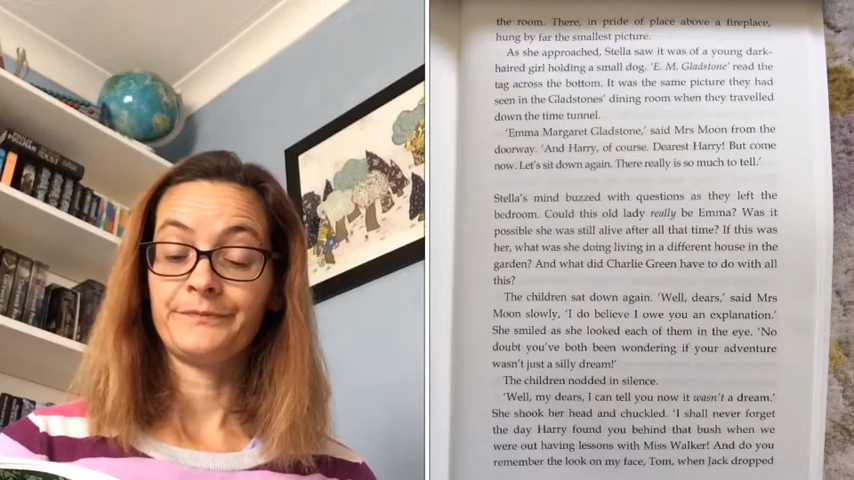 PHILIP PULLMAN
the room. There, in pride of place above a fireplace,
hung by far the smallest picture.
As she approached, Stella saw it was of a young dark-
haired girl holding a small dog. 'E. M. Gladstone' read the
tag across the bottom. It was the same picture they had
seen in the Gladstones' dining room when they travelled
down the time tunnel.
'Emma Margaret Gladstone,' said Mrs Moon from the
doorway. 'And Harry, of course. Dearest Harry! But come
now. Let's sit down again. There really is so much to tell.'
Stella's mind buzzed with questions as they left the
bedroom. Could this old lady really be Emma? Was it
possible she was still alive after all that time? If this was
her, what was she doing living in a different house in the
garden? And what did Charlie Green have to do with all
this?
The children sat down again. 'Well, dears,' said Mrs
Moon slowly, 'I do believe I owe you an explanation.'
She smiled as she looked each of them in the eye. 'No
doubt you've both been wondering if your adventure
wasn't just a silly dream!'
The children nodded in silence.
'Well, my dears, I can tell you now it wasn't a dream.'
She shook her head and chuckled. 'I shall never forget
the day Harry found you behind that bush when we
were out having lessons with Miss Walker! And do you
remember the look on my face, Tom, when Jack dropped